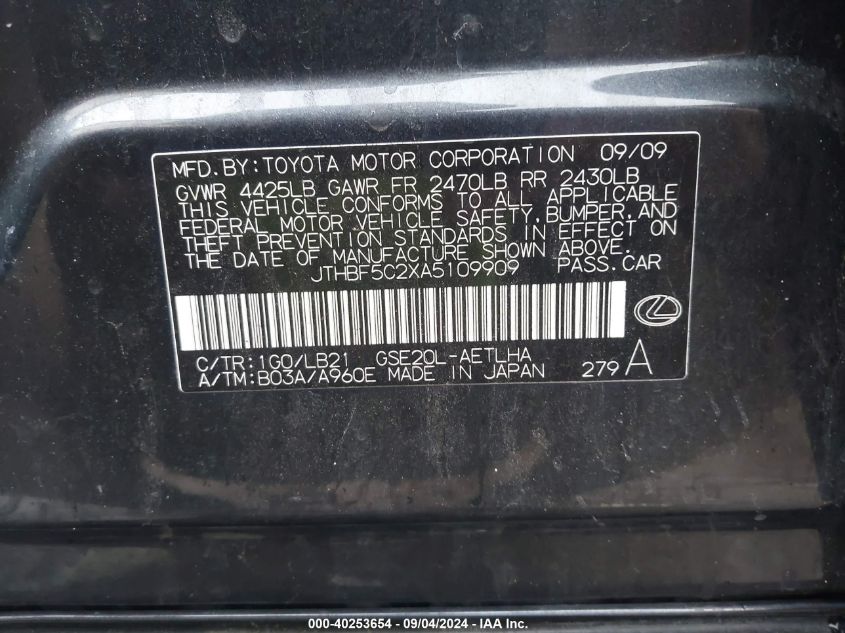 MFD.BY:TOYOTA MOTOR CORPORATION 09/09
GVWR 4425LB GAWR FR 2470LB RR 2430LB
THIS VEHICLE CONFORMS TO ALL APPLICABLE
FEDERAL MOTOR VEHICLE SAFETY,BUMPER,AND
THEFT PREVENTION STANDARDS IN EFFECT ON
THE DATE OF MANUFACTURE SHOWN ABOVE.
JTHBF5C2XA5109909 PASS.CAR
C/TR:1G0/LB21 GSE20L-AETLHA
A/TM:B03A/A960E MADE IN JAPAN 279 A
000-40253654 - 09/04/2024 - IAA Inc.